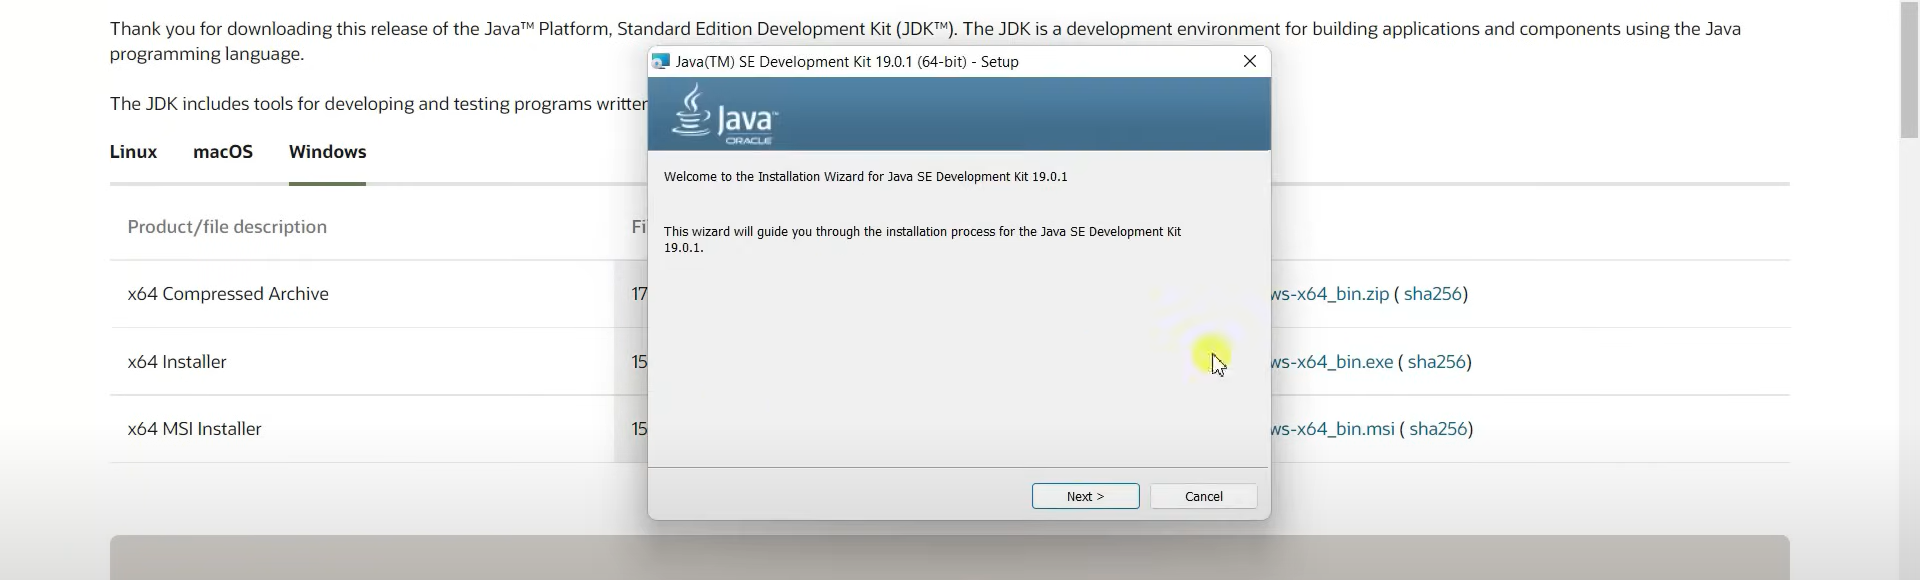 Thank you for downloading this release of the Java™ Platform, Standard Edition Development Kit (JDK™). The JDK is a development environment for building applications and components using the Java
programming language.
The JDK includes tools for developing and testing programs written
Linux macOS Windows
Product/file description
x64 Compressed Archive 17 ws-x64_bin.zip ( sha256)
x64 Installer 15 ws-x64_bin.exe ( sha256)
x64 MSI Installer 15 ws-x64_bin.msi ( sha256)
Java(TM) SE Development Kit 19.0.1 (64-bit) - Setup
Java™
ORACLE
Welcome to the Installation Wizard for Java SE Development Kit 19.0.1
This wizard will guide you through the installation process for the Java SE Development Kit
19.0.1.
Next > Cancel